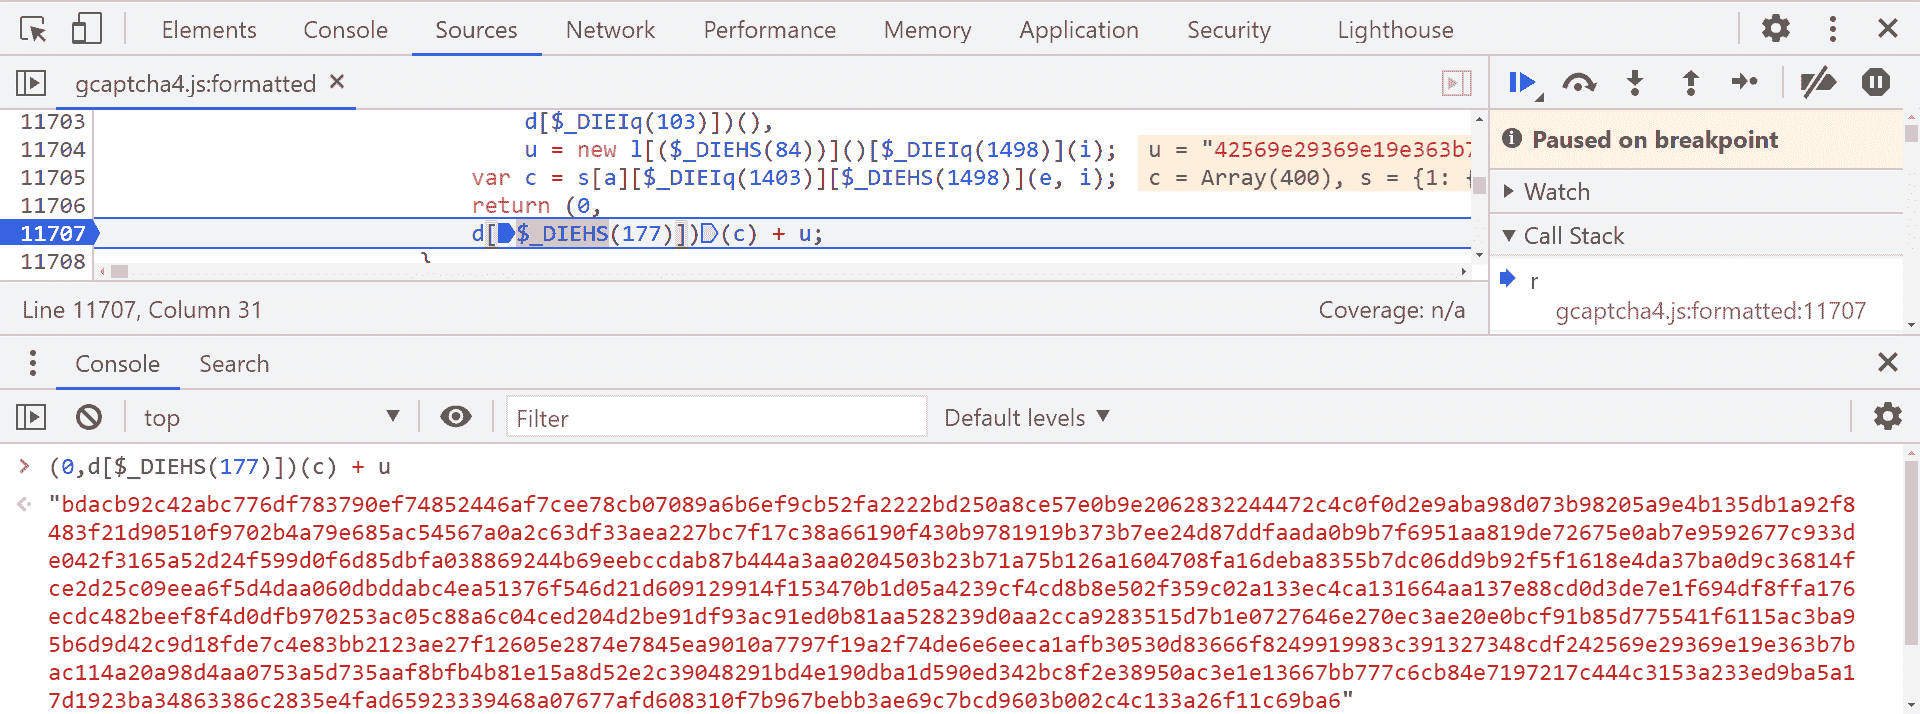 Elements Console Sources Network Performance Memory Application Security Lighthouse
gcaptcha4.js:formatted
11703 d[$_DIEIq(103)])(),
11704 u = new l[($_DIEHS(84))]()[$_DIEIq(1498)](i); u = "42569e29369e19e363b7
11705 var c = s[a][$_DIEIq(1403)][$_DIEHS(1498)](e, i); c = Array(400), s = {1: {
11706 return (0,
11707 d[$_DIEHS(177)])(c) + u;
11708 }
Line 11707, Column 31 Coverage: n/a
Paused on breakpoint
Watch
Call Stack
r
gcaptcha4.js:formatted:11707
Console Search
top Filter Default levels
> (0,d[$_DIEHS(177)])(c) + u
"bdacb92c42abc776df783790ef74852446af7cee78cb07089a6b6ef9cb52fa2222bd250a8ce57e0b9e2062832244472c4c0f0d2e9aba98d073b98205a9e4b135db1a92f8
483f21d90510f9702b4a79e685ac54567a0a2c63df33aea227bc7f17c38a66190f430b9781919b373b7ee24d87ddfaada0b9b7f6951aa819de72675e0ab7e9592677c933
de042f3165a52d24f599d0f6d85dbfa038869244b69eebccdab87b444a3aa0204503b23b71a75b126a1604708fa16deba8355b7dc06dd9b92f5f1618e4da37ba0d9c36814f
ce2d25c09eea6f5d4daa060dbddabc4ea51376f546d21d609129914f153470b1d05a4239cf4cd8b8e502f359c02a133ec4ca131664aa137e88cd0d3de7e1f694df8ffa176
ecdc482beef8f4d0dfb970253ac05c88a6c04ced204d2be91df93ac91ed0b81aa528239d0aa2cca9283515d7b1e0727646e270ec3ae20e0bcf91b85d775541f6115ac3ba9
5b6d9d42c9d18fde7c4e83bb2123ae27f12605e2874e7845ea9010a7797f19a2f74de6e6eeca1afb30530d83666f8249919983c391327348cdf242569e29369e19e363b7b
ac114a20a98d4aa0753a5d735aaf8bfb4b81e15a8d52e2c39048291bd4e190dba1d590ed342bc8f2e38950ac3e1e13667bb777c6cb84e7197217c444c3153a233ed9ba5a1
7d1923ba34863386c2835e4fad65923339468a07677afd608310f7b967bebb3ae69c7bcd9603b002c4c133a26f11c69ba6"